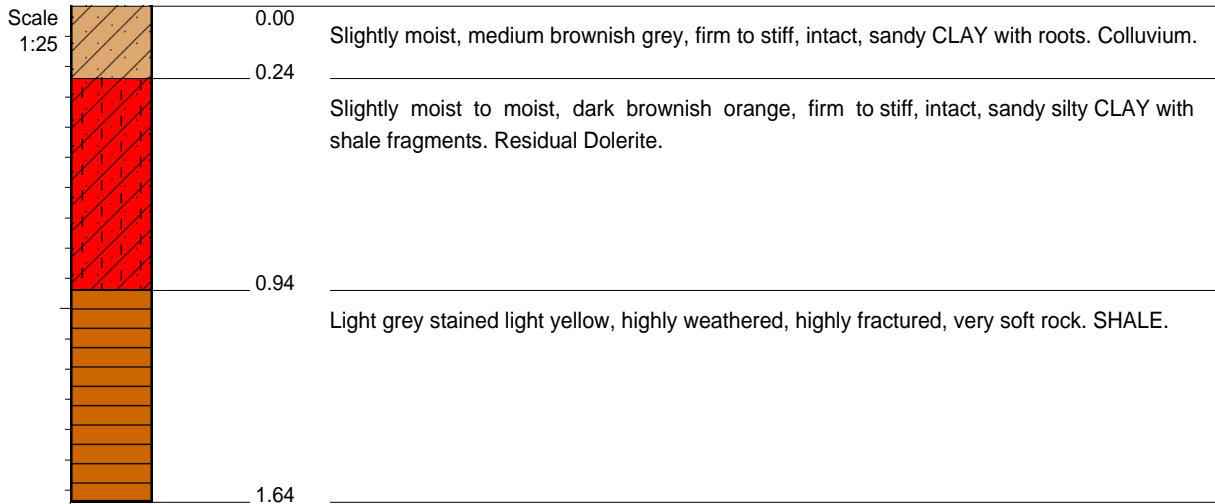 Scale
1:25
0.00
Slightly moist, medium brownish grey, firm to stiff, intact, sandy CLAY with roots. Colluvium.
0.24
Slightly moist to moist, dark brownish orange, firm to stiff, intact, sandy silty CLAY with
shale fragments. Residual Dolerite.
0.94
Light grey stained light yellow, highly weathered, highly fractured, very soft rock. SHALE.
1.64